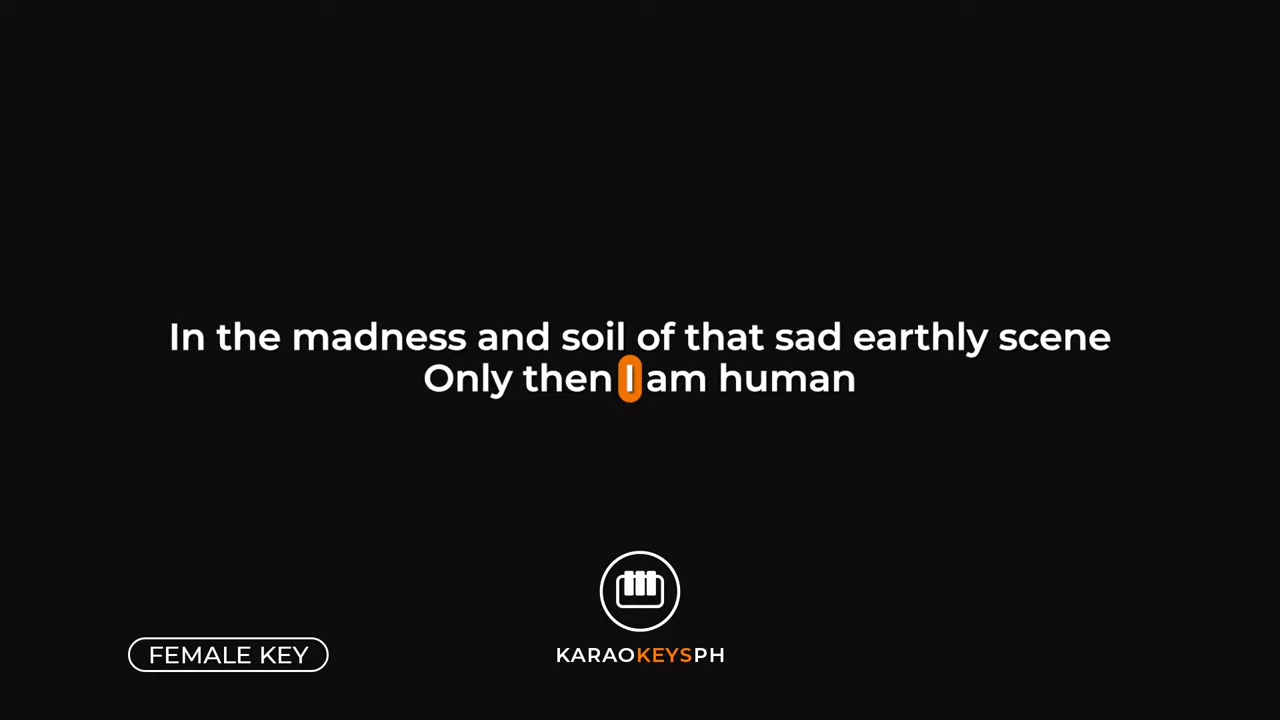 In the madness and soil of that sad earthly scene
Only then I am human
FEMALE KEY
KARAOKEYSPH